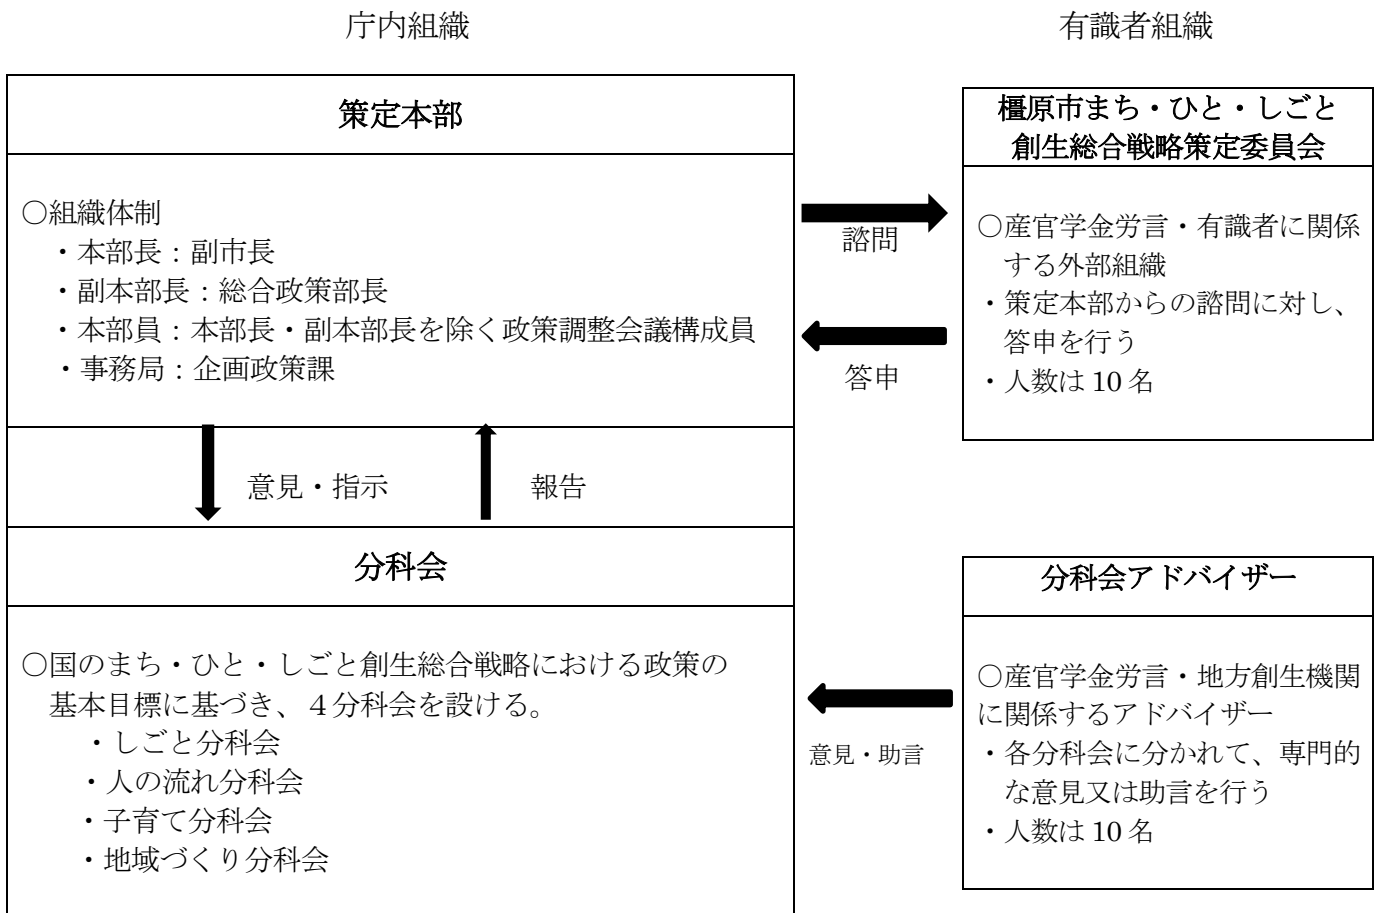 庁内組織
有識者組織
策定本部
○組織体制
・本部長：副市長
・副本部長：総合政策部長
・本部員：本部長・副本部長を除く政策調整会議構成員
・事務局：企画政策課
諮問
答申
橿原市まち・ひと・しごと
創生総合戦略策定委員会
○産官学金労言・有識者に関係
する外部組織
・策定本部からの諮問に対し、
答申を行う
・人数は 10 名
意見・指示
報告
分科会
○国のまち・ひと・しごと創生総合戦略における政策の
基本目標に基づき、４分科会を設ける。
・しごと分科会
・人の流れ分科会
・子育て分科会
・地域づくり分科会
意見・助言
分科会アドバイザー
○産官学金労言・地方創生機関
に関係するアドバイザー
・各分科会に分かれて、専門的
な意見又は助言を行う
・人数は 10 名